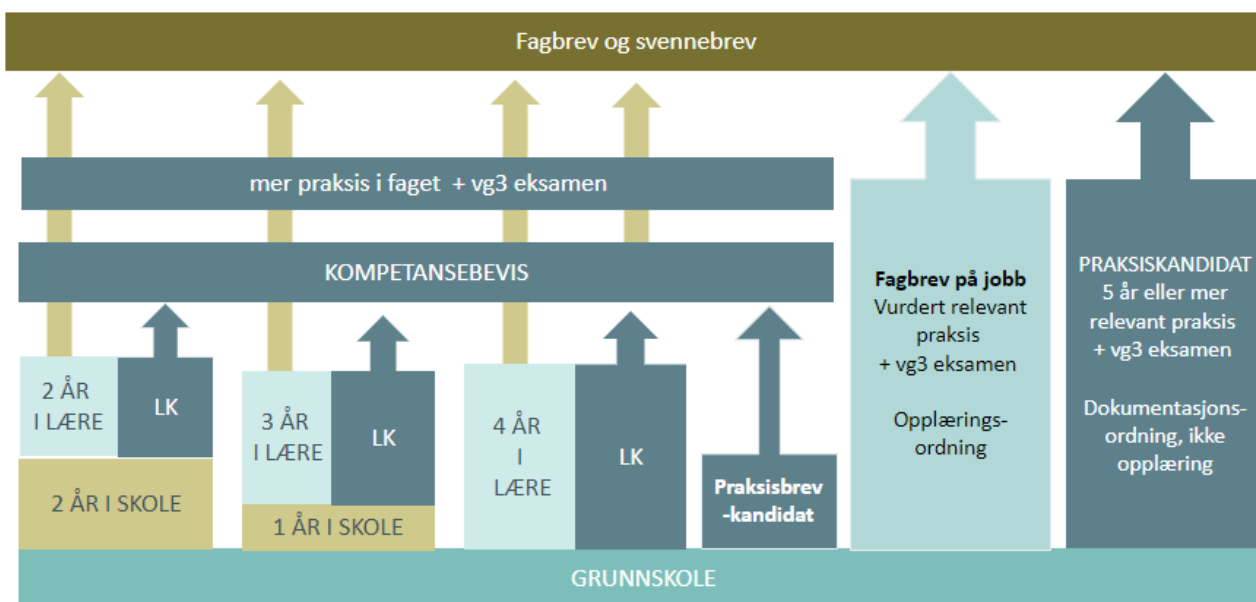 Fagbrev og svennebrev
mer praksis i faget + vg3 eksamen
KOMPETANSEBEVIS
2 ÅR
I LÆRE
LK
2 ÅR I SKOLE
3 ÅR
I LÆRE
LK
1 ÅR I SKOLE
4 ÅR
I
LÆRE
LK
Praksisbrev
-kandidat
Fagbrev på jobb
Vurdert relevant
praksis
+ vg3 eksamen
Opplærings-
ordning
PRAKSISKANDIDAT
5 år eller mer
relevant praksis
+ vg3 eksamen
Dokumentasjons-
ordning, ikke
opplæring
GRUNNSKOLE